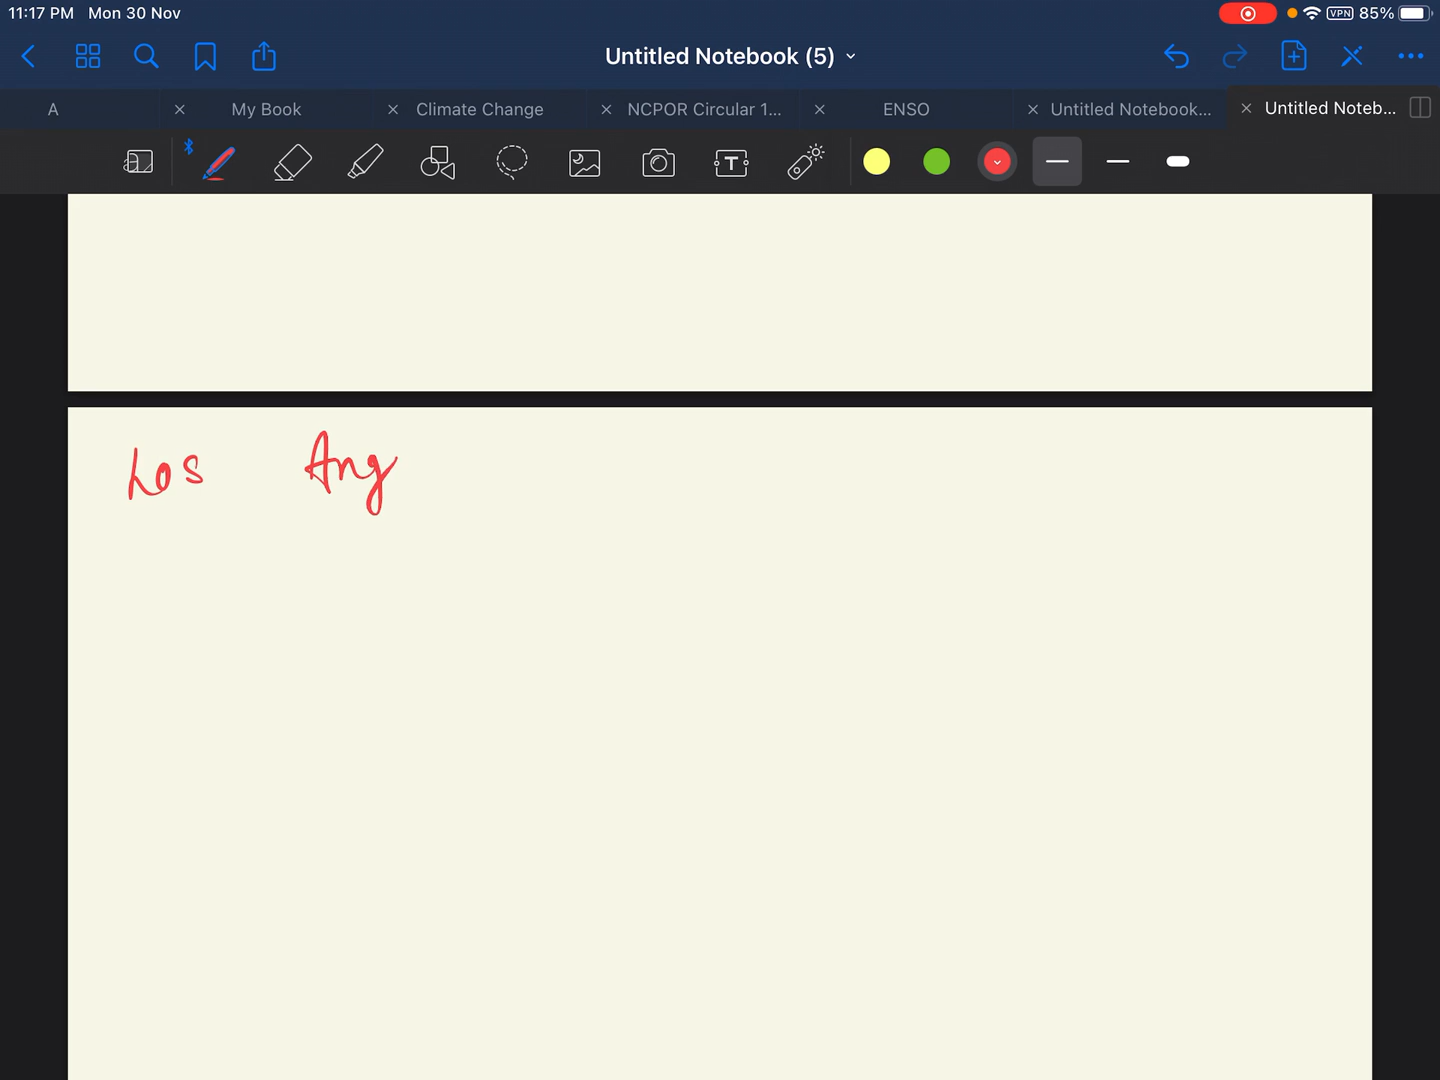 11:17 PM Mon 30 Nov VPN 85%
Untitled Notebook (5)
A My Book Climate Change NCPOR Circular 1... ENSO Untitled Notebook... Untitled Noteb...
a T
Los Ang